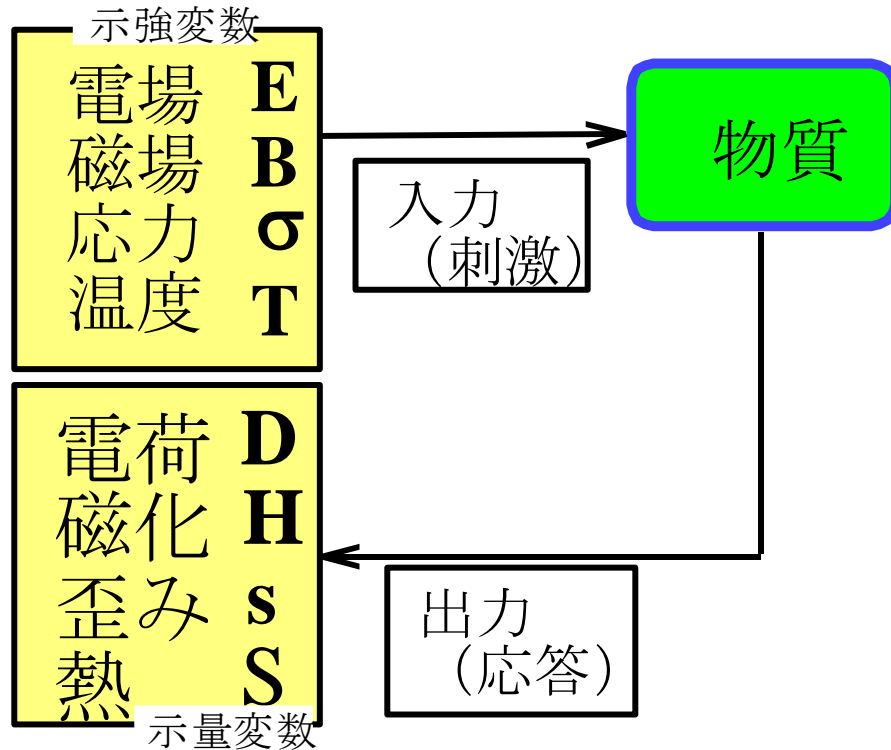 示強変数
電場 E
磁場 B
応力 σ
温度 T
物質
入力
（刺激）
電荷 D
磁化 H
歪み s
熱 S
示量変数
出力
（応答）